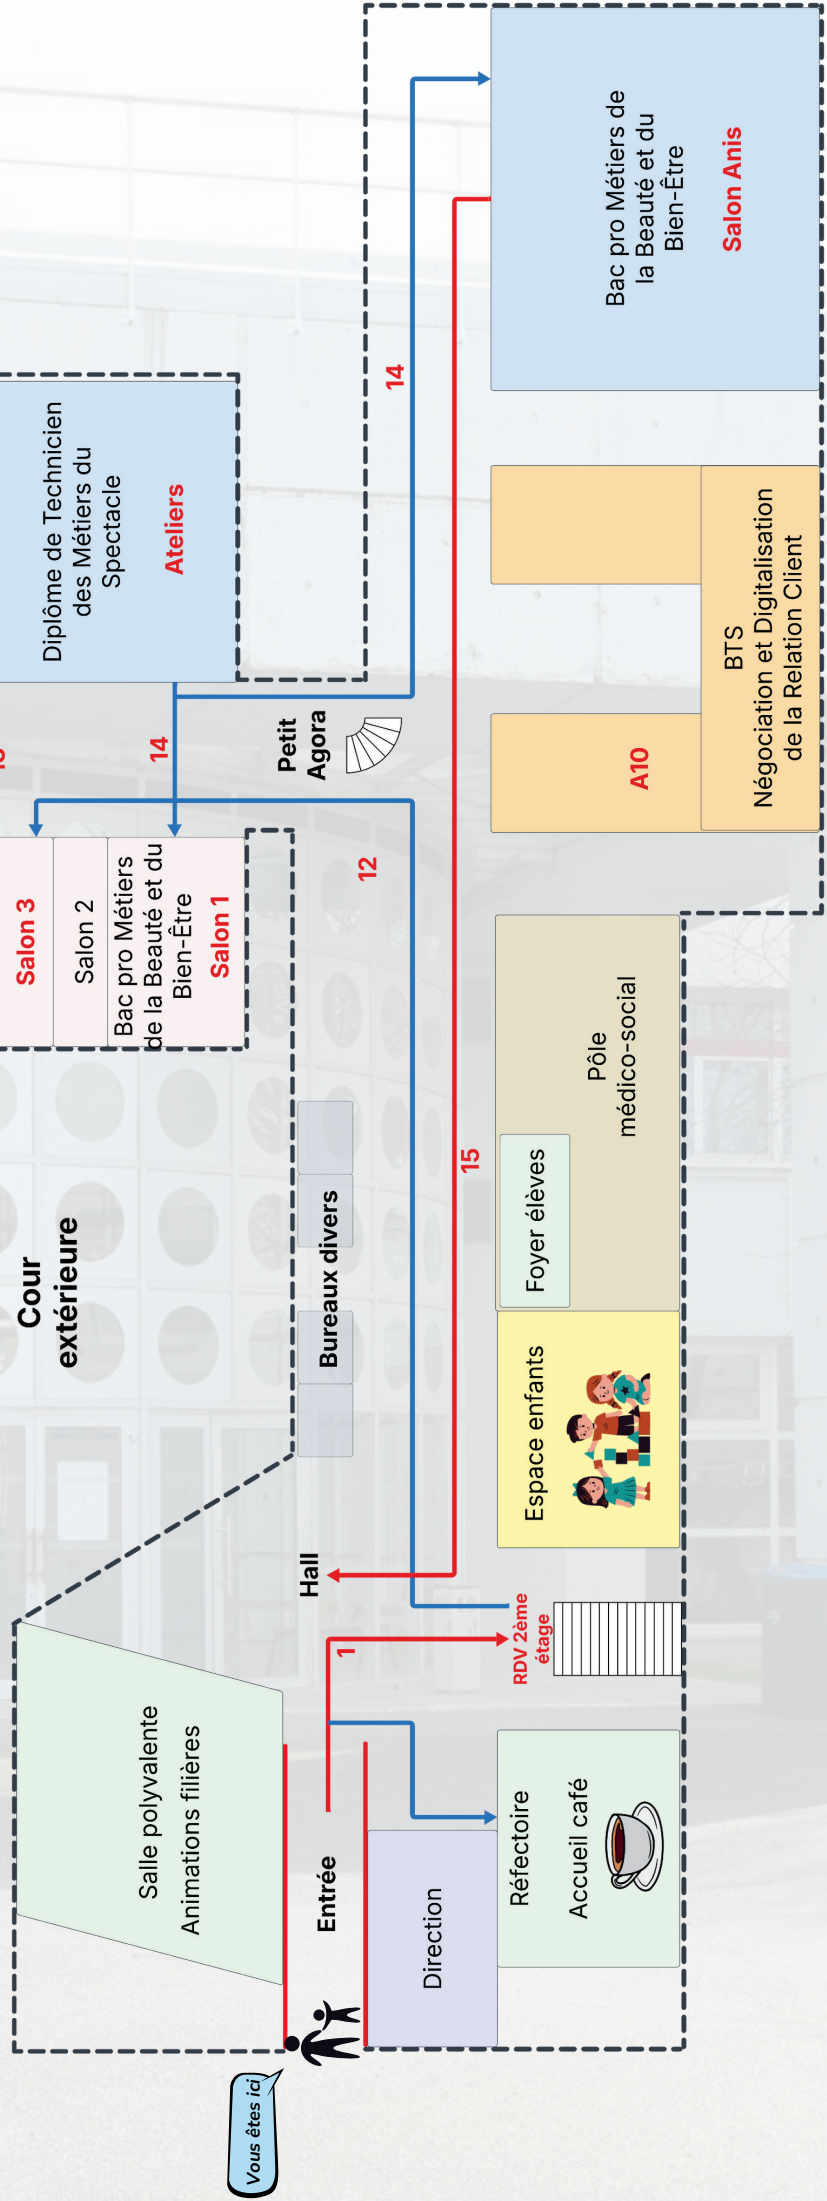 Vous êtes ici
Entrée
Salle polyvalente
Animations filières
Direction
Réfectoire
Accueil café
1
RDV 2ème
étage
Hall
Espace enfants
Foyer élèves
Pôle
médico-social
Bureaux divers
Cour
extérieure
15
12
Salon 3
Salon 2
Bac pro Métiers
de la Beauté et du
Bien-Être
Salon 1
14
Petit
Agora
A10
BTS
Négociation et Digitalisation
de la Relation Client
Diplôme de Technicien
des Métiers du
Spectacle
Ateliers
14
Bac pro Métiers de
la Beauté et du
Bien-Être
Salon Anis